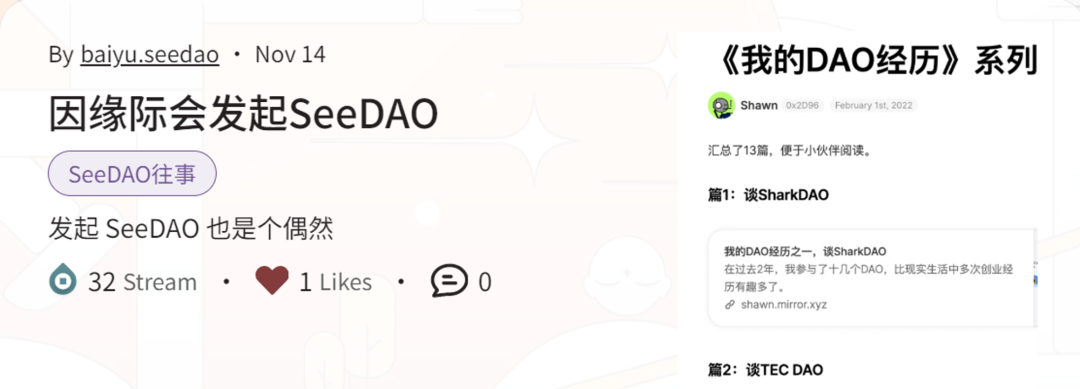 By baiyu.seedao · Nov 14
因缘际会发起SeeDAO
SeeDAO往事
发起 SeeDAO 也是个偶然
32 Stream · 1 Likes · 0
《我的DAO经历》系列
Shawn 0x2D96 February 1st, 2022
汇总了13篇，便于小伙伴阅读。
篇1：谈SharkDAO
我的DAO经历之一，谈SharkDAO
在过去2年，我参与了十几个DAO，比现实生活中多次创业经
历有趣多了。
shawn.mirror.xyz
篇2：谈TEC DAO